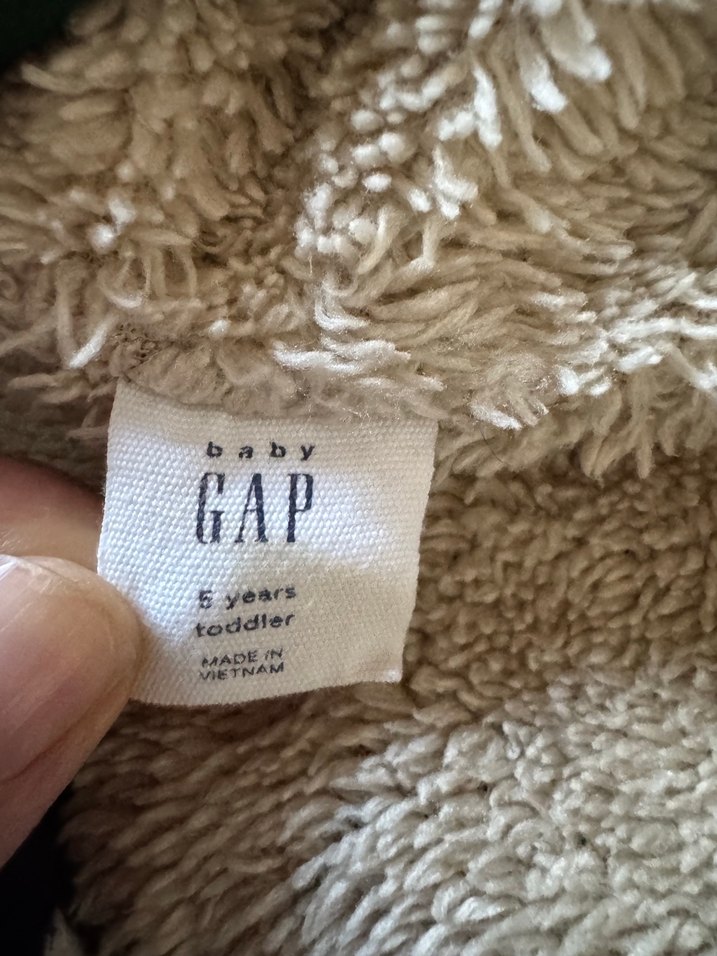 baby
GAP
5 years
toddler
MADE IN
VIETNAM